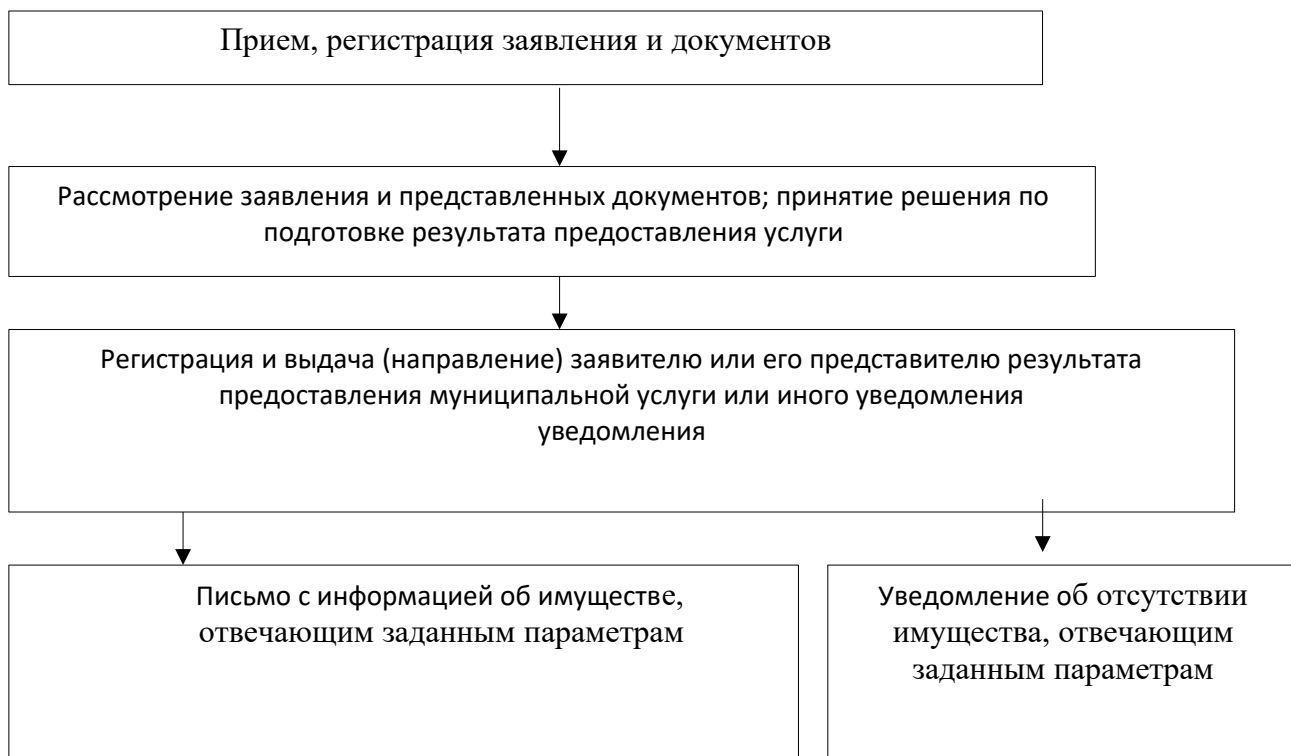 Прием, регистрация заявления и документов
Рассмотрение заявления и представленных документов; принятие решения по
подготовке результата предоставления услуги
Регистрация и выдача (направление) заявителю или его представителю результата
предоставления муниципальной услуги или иного уведомления
уведомления
Письмо с информацией об имуществе,
отвечающим заданным параметрам
Уведомление об отсутствии
имущества, отвечающим
заданным параметрам